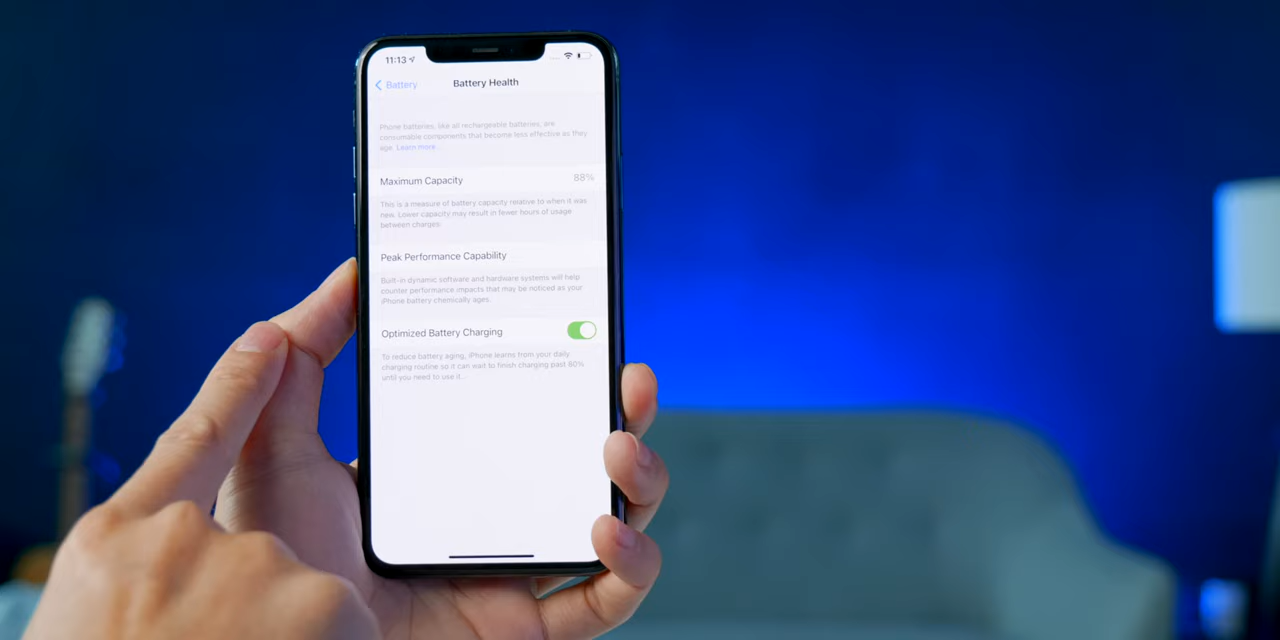 11:13
Battery Battery Health
Phone batteries, like all rechargeable batteries, are
consumable components that become less effective as they
age. Learn more...
Maximum Capacity 88%
This is a measure of battery capacity relative to when it was
new. Lower capacity may result in fewer hours of usage
between charges.
Peak Performance Capability
Built-in dynamic software and hardware systems will help
counter performance impacts that may be noticed as your
iPhone battery chemically ages.
Optimized Battery Charging
To reduce battery aging, iPhone learns from your daily
charging routine so it can wait to finish charging past 80%
until you need to use it...